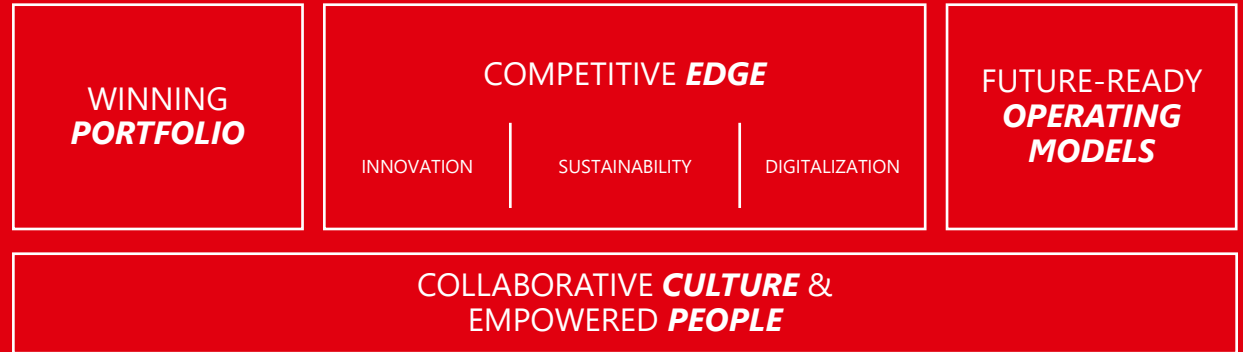 WINNING
PORTFOLIO
COMPETITIVE EDGE
INNOVATION
SUSTAINABILITY
DIGITALIZATION
FUTURE-READY
OPERATING
MODELS
COLLABORATIVE CULTURE &
EMPOWERED PEOPLE